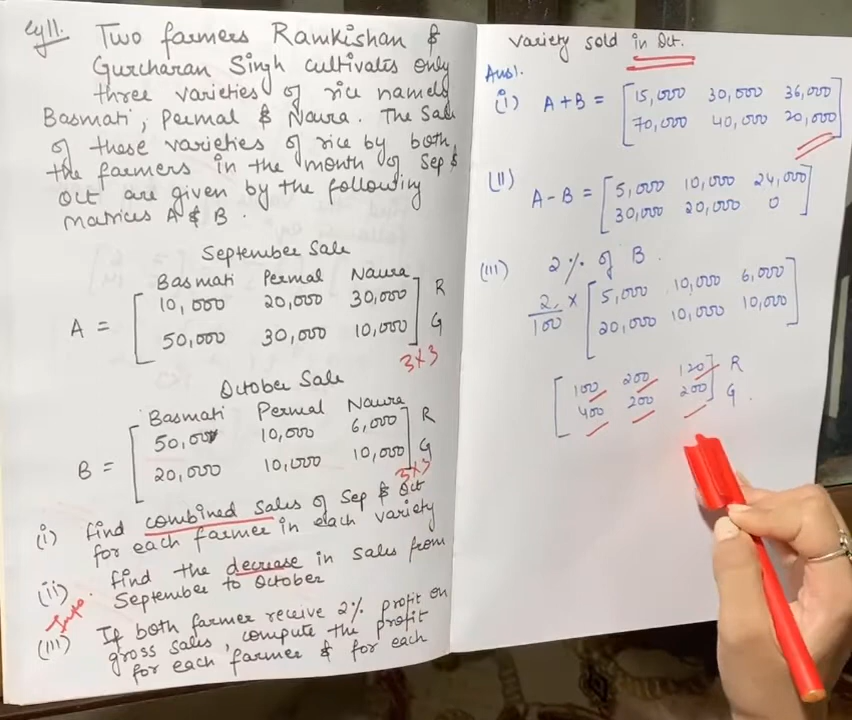 Eg 11. Two farmers Ramkishan &
Gurcharan Singh cultivates only
three varieties of rice namely
Basmati, Permal & Naura. The Sale
of these varieties of rice by both
the farmers in the month of Sep &
Oct are given by the following
matrices A & B.
September Sale
Basmati Permal Naura
A = [ 10,000 20,000 30,000 ] R
50,000 30,000 10,000 G
3x3
October Sale
Basmati Permal Naura
B = [ 50,000 10,000 6,000 ] R
20,000 10,000 10,000 G
3x3
(i) Find combined sales of Sep & Oct
for each farmer in each variety
(ii) Find the decrease in sales from
September to October
Impo.
(iii) If both farmer receive 2% profit on
gross sales, compute the profit
for each farmer & for each
variety sold in Oct.
Ans1.
(i) A+B = [ 15,000 30,000 36,000 ]
70,000 40,000 20,000
(ii) A-B = [ 5,000 10,000 24,000 ]
30,000 20,000 0
(iii) 2% of B.
2/100 × [ 5,000 10,000 6,000 ]
20,000 10,000 10,000
[ 100 200 120 ] R
400 200 200 G.